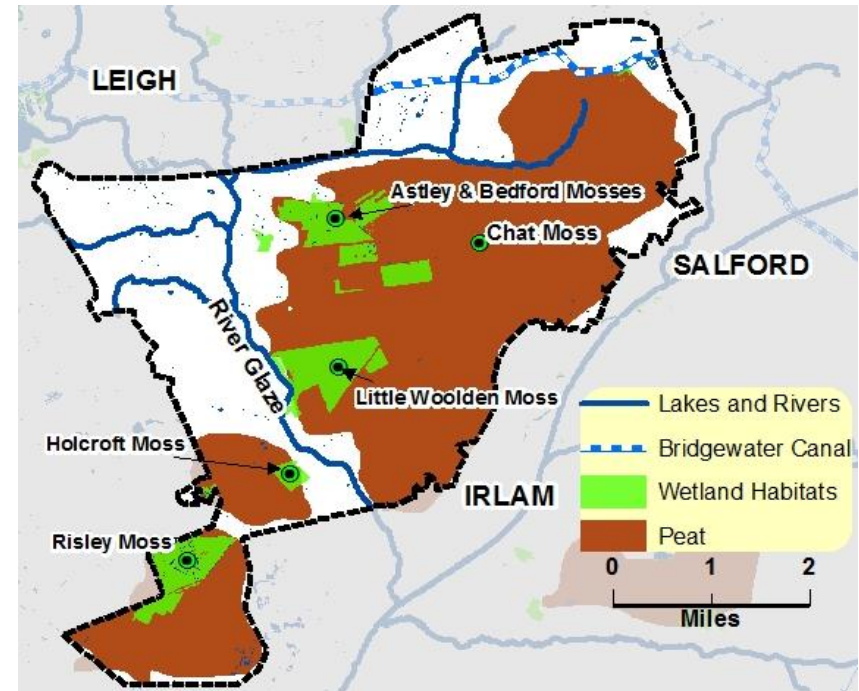 LEIGH
Astley & Bedford Mosses
Chat Moss
SALFORD
River Glaze
Little Woolden Moss
Holcroft Moss
IRLAM
Risley Moss
Lakes and Rivers
Bridgewater Canal
Wetland Habitats
Peat
0 1 2
Miles